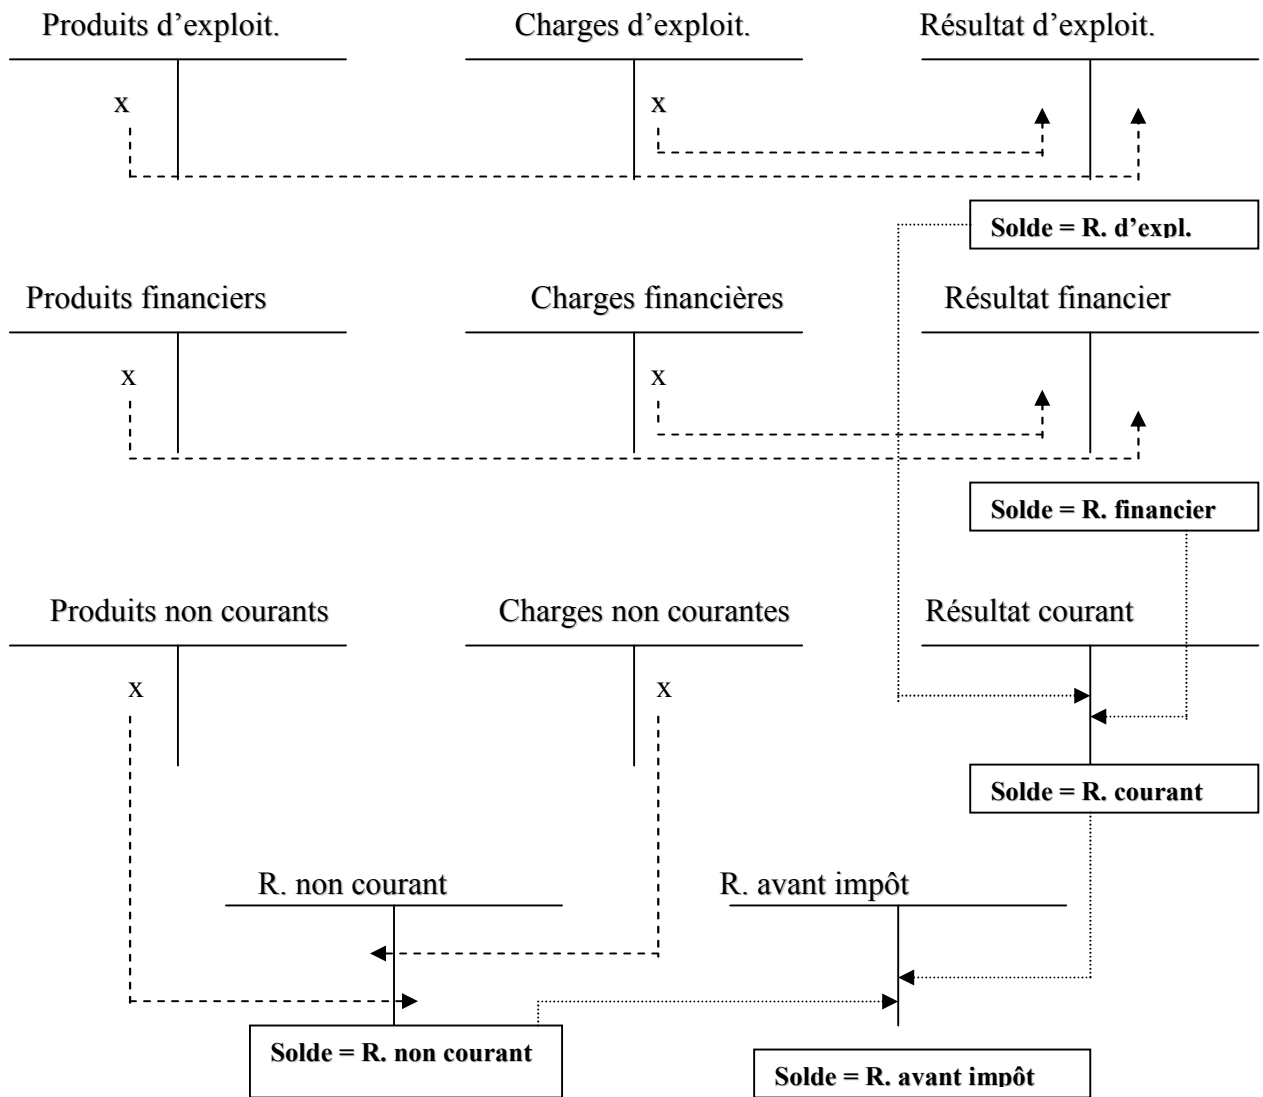 Produits d’exploit. Charges d’exploit. Résultat d’exploit.
x x
Solde = R. d’expl.
Produits financiers Charges financières Résultat financier
x x
Solde = R. financier
Produits non courants Charges non courantes Résultat courant
x x
Solde = R. courant
R. non courant R. avant impôt
Solde = R. non courant
Solde = R. avant impôt